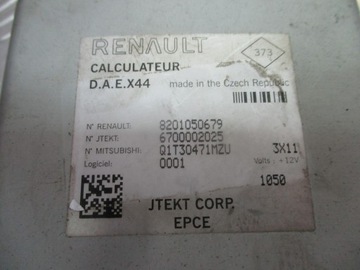 RENAULT
373
CALCULATEUR
D.A.E.X44 made in the Czech Republic
N° RENAULT: 8201050679
N° JTEKT: 6700002025
N° MITSUBISHI: Q1T30471MZU 3X11
Logiciel: 0001 Volts : +12V
1050
JTEKT CORP.
EPCE